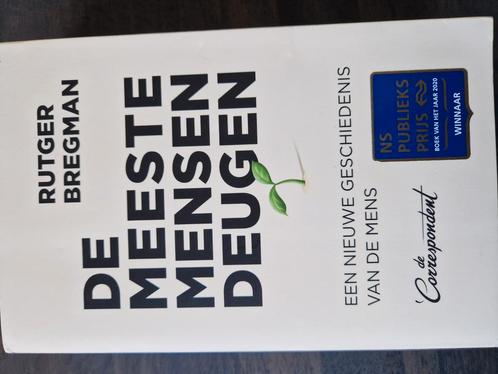 RUTGER
BREGMAN
DE
MEESTE
MENSEN
DEUGEN
EEN NIEUWE GESCHIEDENIS
VAN DE MENS
NS
PUBLIEKS
PRIJS
BOEK VAN HET JAAR 2020
WINNAAR
de
Correspondent